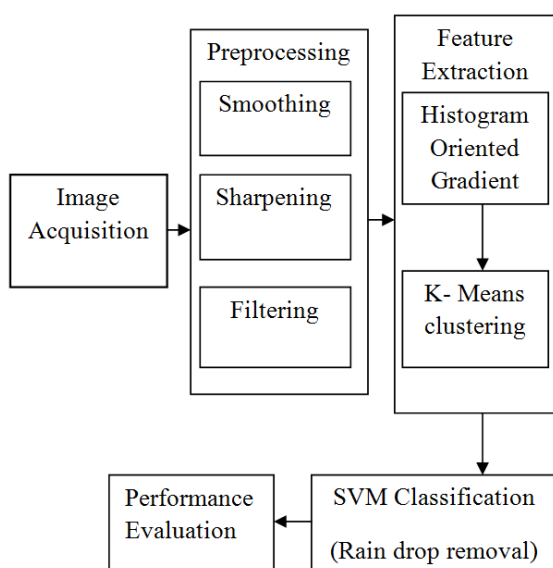 Image
Acquisition
Preprocessing
Smoothing
Sharpening
Filtering
Feature
Extraction
Histogram
Oriented
Gradient
K- Means
clustering
SVM Classification
(Rain drop removal)
Performance
Evaluation